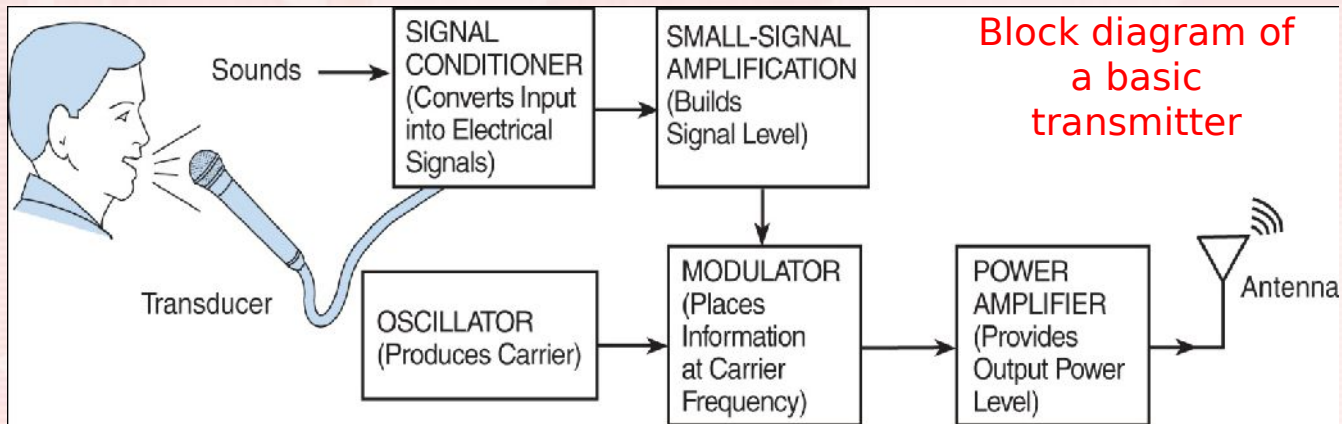 Block diagram of
a basic
transmitter
Sounds
SIGNAL
CONDITIONER
(Converts Input
into Electrical
Signals)
SMALL-SIGNAL
AMPLIFICATION
(Builds
Signal Level)
Transducer
OSCILLATOR
(Produces Carrier)
MODULATOR
(Places
Information
at Carrier
Frequency)
POWER
AMPLIFIER
(Provides
Output Power
Level)
Antenna